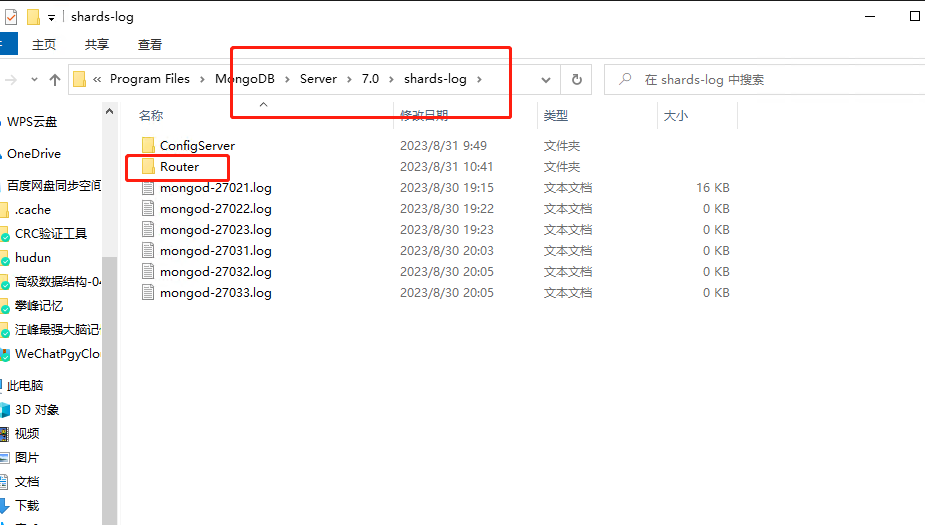 shards-log
主页 共享 查看
« Program Files › MongoDB › Server › 7.0 › shards-log › 在 shards-log 中搜索
WPS云盘
OneDrive
百度网盘同步空间
.cache
CRC验证工具
hudun
高级数据结构-04
攀峰记忆
汪峰最强大脑记
WeChatPgyClou
此电脑
3D 对象
视频
图片
文档
下载
名称 修改日期 类型 大小
ConfigServer 2023/8/31 9:49 文件夹
Router 2023/8/31 10:41 文件夹
mongod-27021.log 2023/8/30 19:15 文本文档 16 KB
mongod-27022.log 2023/8/30 19:22 文本文档 0 KB
mongod-27023.log 2023/8/30 19:23 文本文档 0 KB
mongod-27031.log 2023/8/30 20:03 文本文档 0 KB
mongod-27032.log 2023/8/30 20:05 文本文档 0 KB
mongod-27033.log 2023/8/30 20:05 文本文档 0 KB